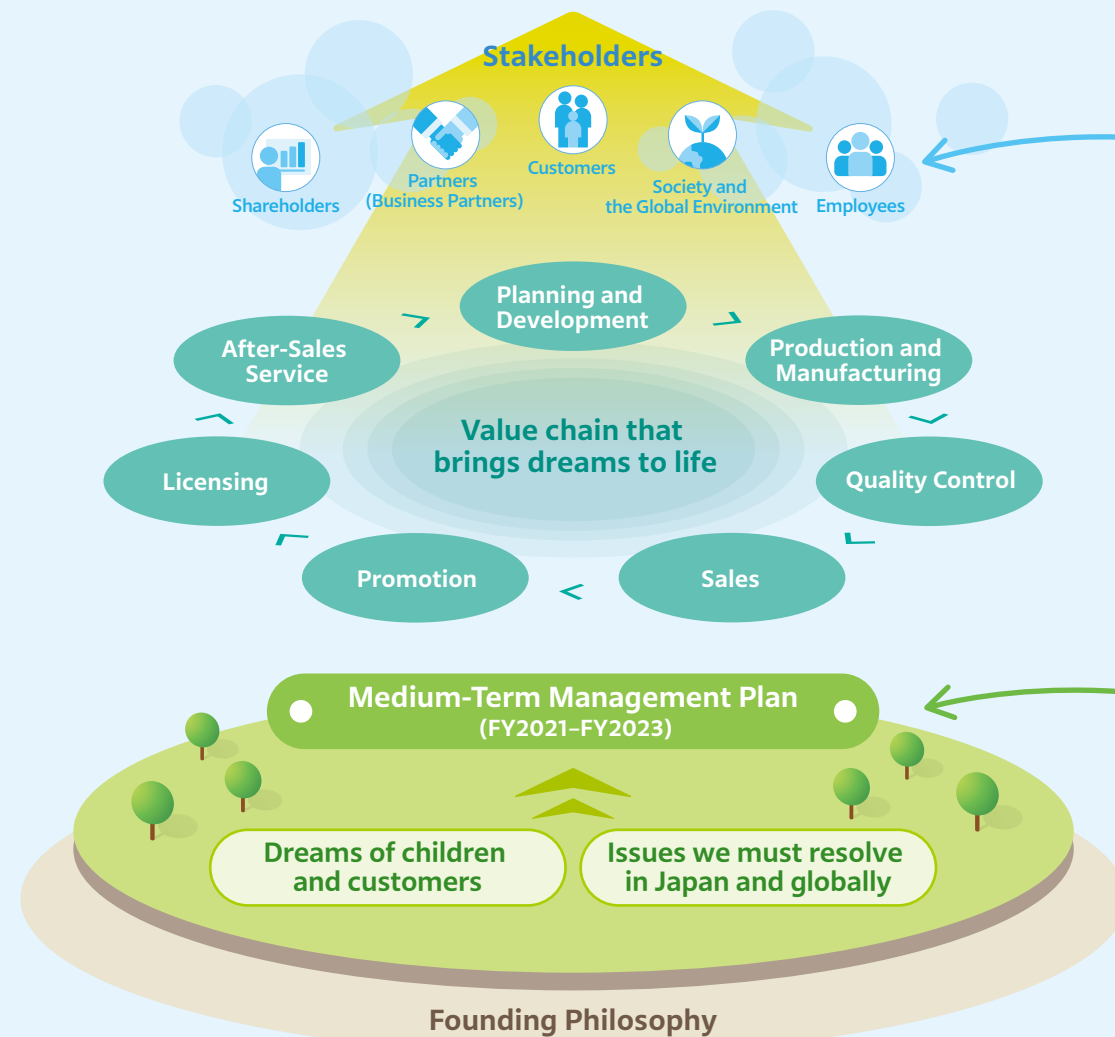 Stakeholders
Shareholders
Partners
(Business Partners)
Customers
Society and
the Global Environment
Employees
Planning and
Development
Production and
Manufacturing
Quality Control
Sales
Promotion
Licensing
After-Sales
Service
Value chain that
brings dreams to life
Medium-Term Management Plan
(FY2021–FY2023)
Dreams of children
and customers
Issues we must resolve
in Japan and globally
Founding Philosophy